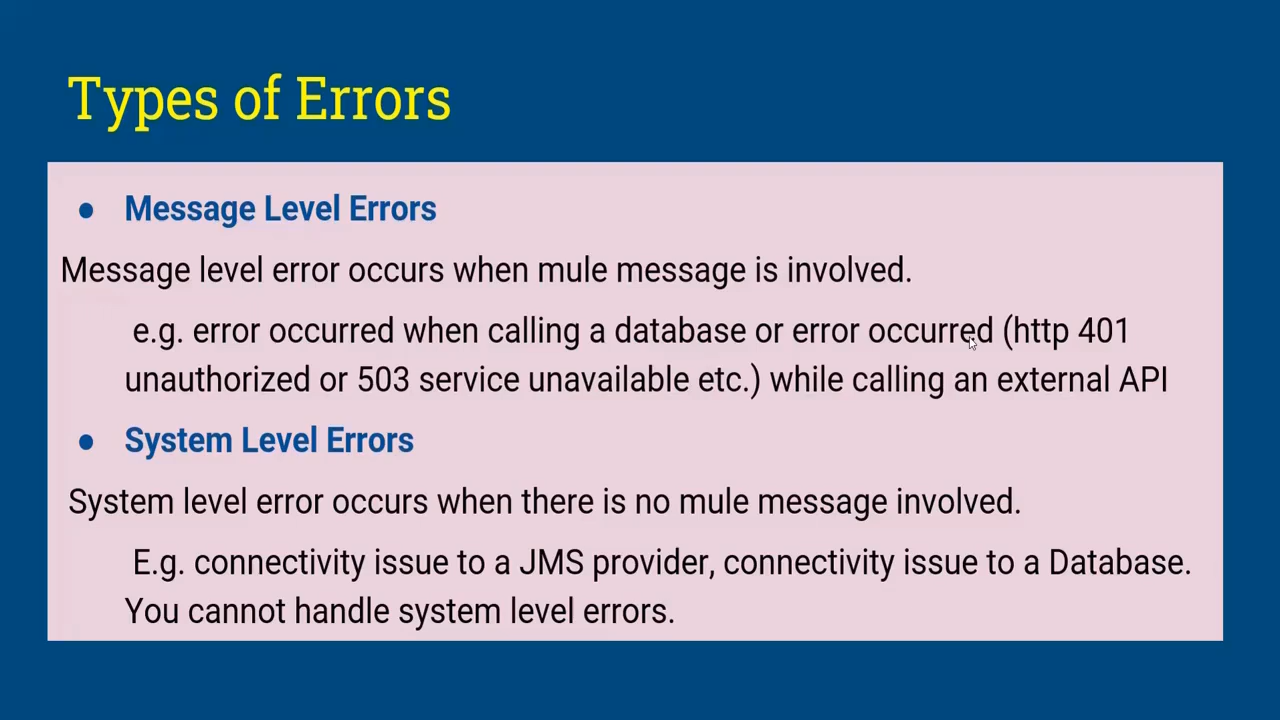 Types of Errors
● Message Level Errors
Message level error occurs when mule message is involved.
e.g. error occurred when calling a database or error occurred (http 401
unauthorized or 503 service unavailable etc.) while calling an external API
● System Level Errors
System level error occurs when there is no mule message involved.
E.g. connectivity issue to a JMS provider, connectivity issue to a Database.
You cannot handle system level errors.